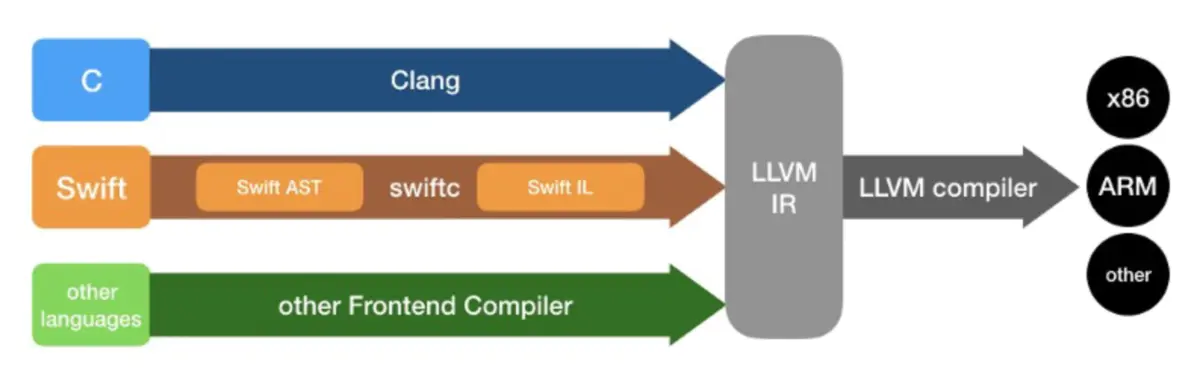 C
Clang
Swift
Swift AST
swiftc
Swift IL
other
languages
other Frontend Compiler
LLVM
IR
LLVM compiler
x86
ARM
other